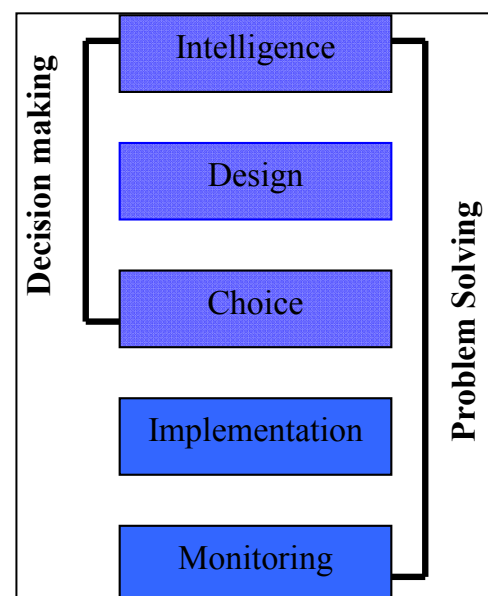 Intelligence
Design
Choice
Implementation
Monitoring
Decision making
Problem Solving